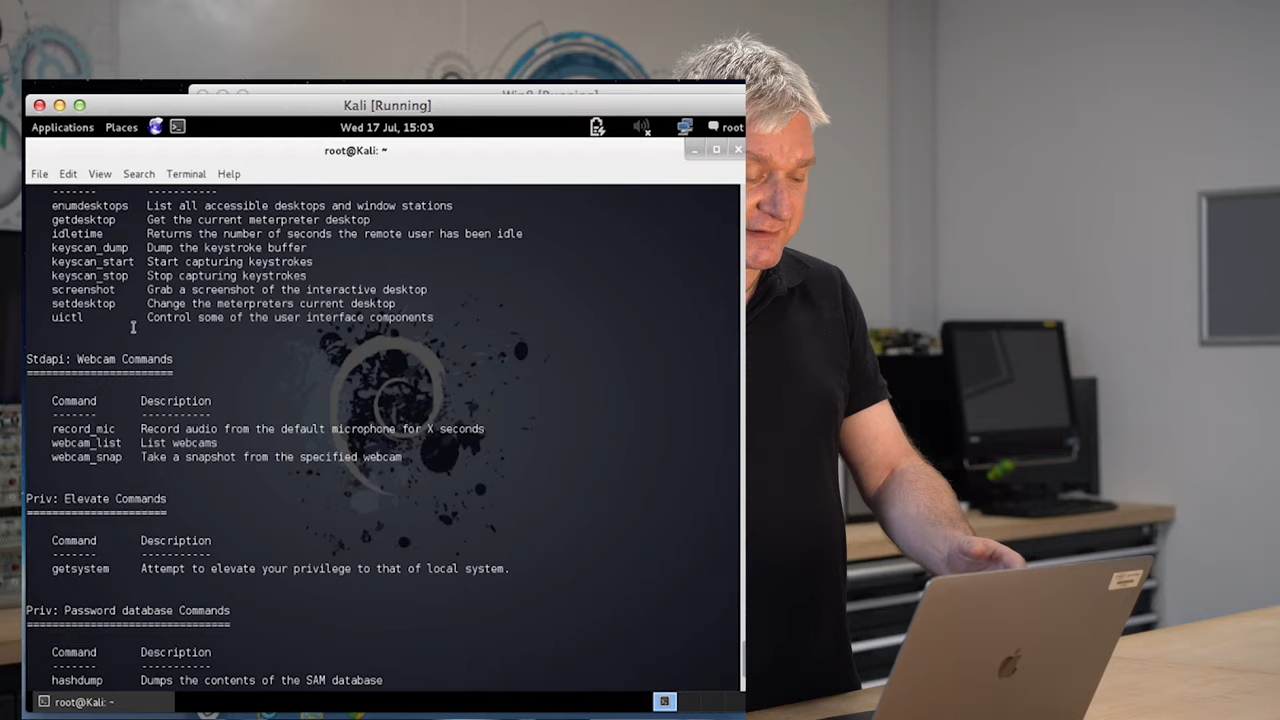 Kali [Running]
Applications Places Wed 17 Jul, 15:03 root
root@Kali: ~
File Edit View Search Terminal Help
------- -----------
enumdesktops List all accessible desktops and window stations
getdesktop Get the current meterpreter desktop
idletime Returns the number of seconds the remote user has been idle
keyscan_dump Dump the keystroke buffer
keyscan_start Start capturing keystrokes
keyscan_stop Stop capturing keystrokes
screenshot Grab a screenshot of the interactive desktop
setdesktop Change the meterpreters current desktop
uictl Control some of the user interface components
Stdapi: Webcam Commands
=======================
Command Description
------- -----------
record_mic Record audio from the default microphone for X seconds
webcam_list List webcams
webcam_snap Take a snapshot from the specified webcam
Priv: Elevate Commands
======================
Command Description
------- -----------
getsystem Attempt to elevate your privilege to that of local system.
Priv: Password database Commands
================================
Command Description
------- -----------
hashdump Dumps the contents of the SAM database
root@Kali: ~